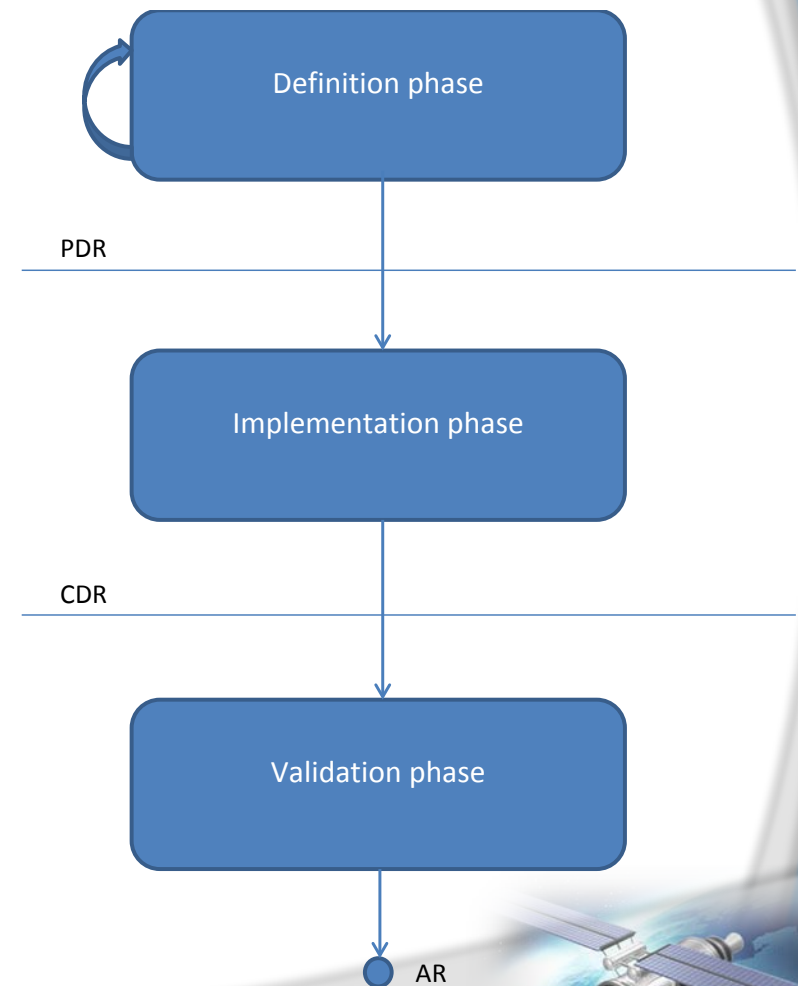 Definition phase
PDR
Implementation phase
CDR
Validation phase
AR